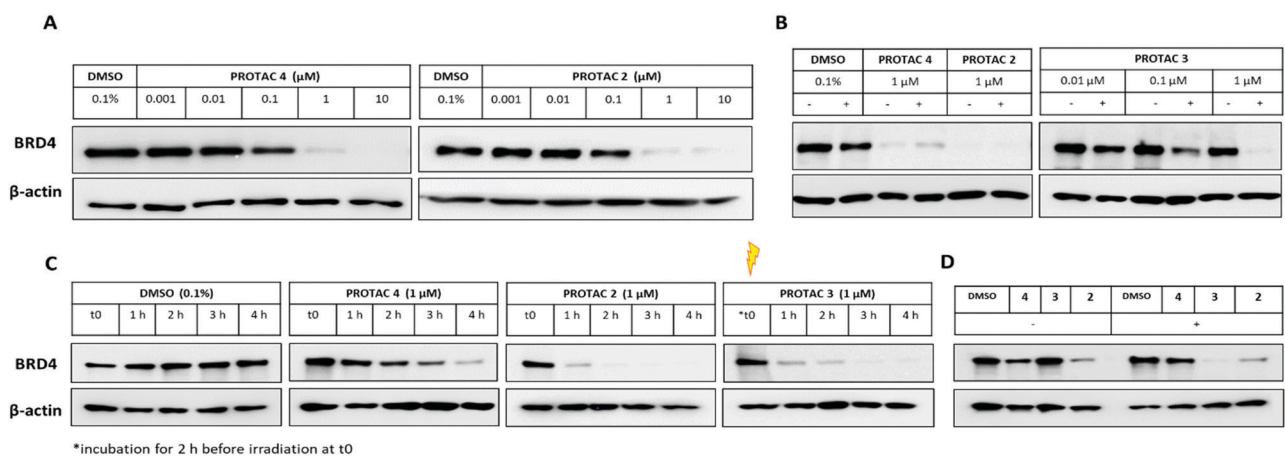 A
DMSO PROTAC 4 (µM) DMSO PROTAC 2 (µM)
0.1% 0.001 0.01 0.1 1 10 0.1% 0.001 0.01 0.1 1 10
BRD4
β-actin
B
DMSO PROTAC 4 PROTAC 2 PROTAC 3
0.1% 1 µM 1 µM 0.01 µM 0.1 µM 1 µM
- + - + - + - + - + - +
C
DMSO (0.1%) PROTAC 4 (1 µM) PROTAC 2 (1 µM) PROTAC 3 (1 µM)
t0 1 h 2 h 3 h 4 h t0 1 h 2 h 3 h 4 h t0 1 h 2 h 3 h 4 h *t0 1 h 2 h 3 h 4 h
BRD4
β-actin
*incubation for 2 h before irradiation at t0
D
DMSO 4 3 2 DMSO 4 3 2
- +